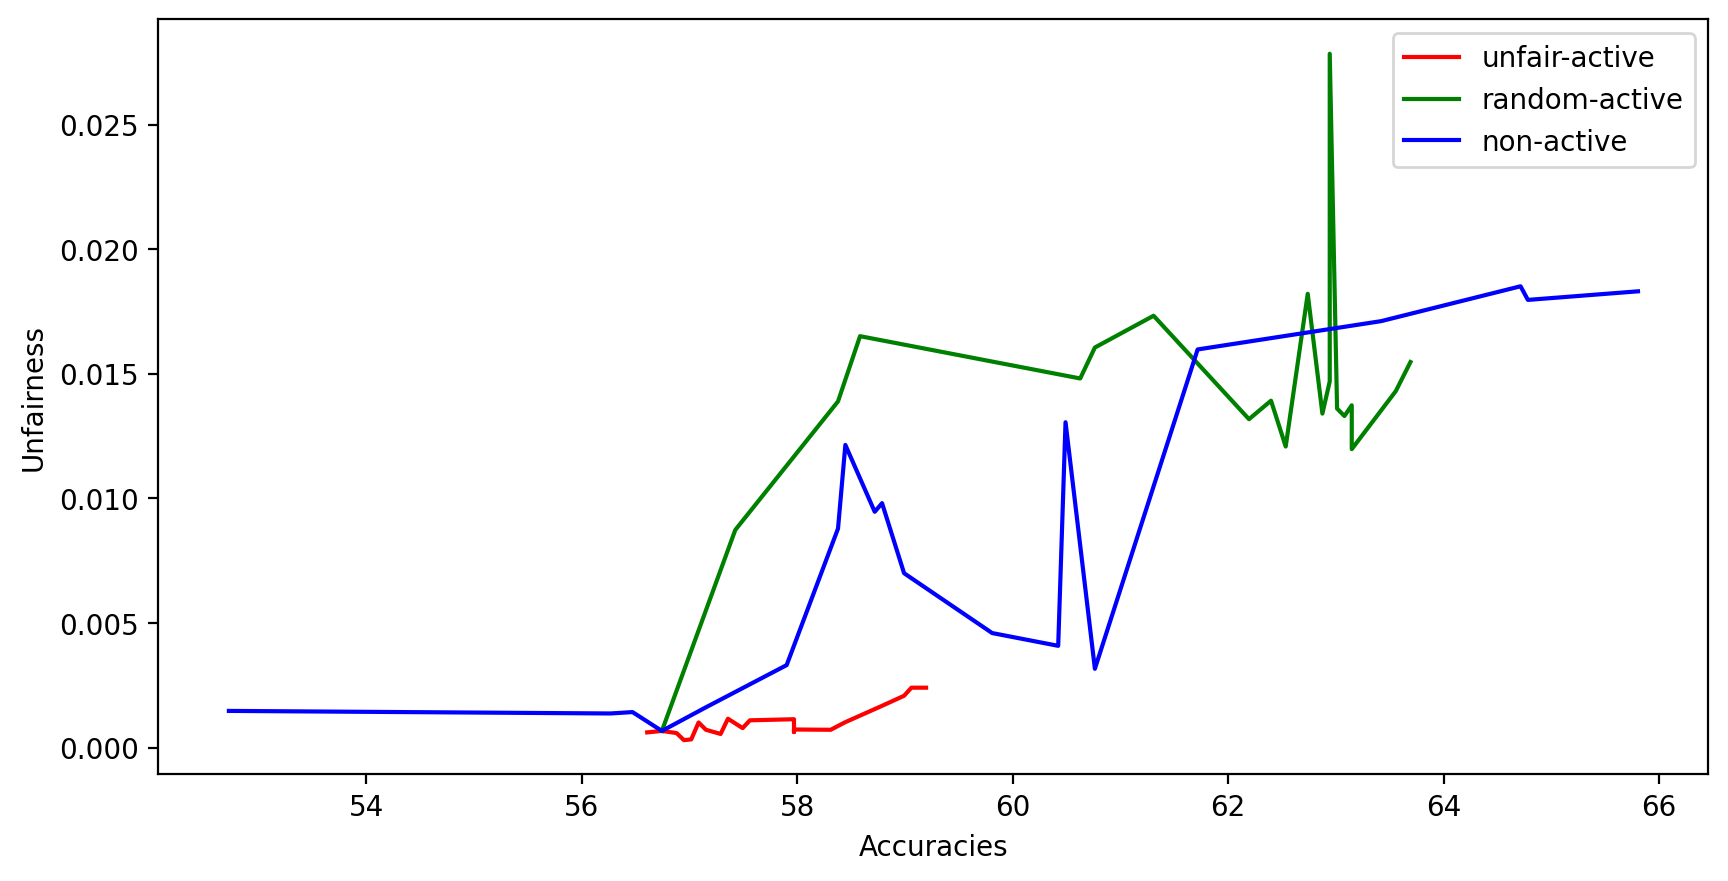 unfair-active
random-active
non-active
Unfairness
0.025
0.020
0.015
0.010
0.005
0.000
54 56 58 60 62 64 66
Accuracies